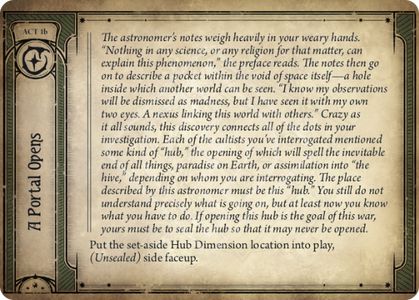 ACT 1b
A Portal Opens
The astronomer's notes weigh heavily in your weary hands.
“Nothing in any science, or any religion for that matter, can
explain this phenomenon,” the preface reads. The notes then go
on to describe a pocket within the void of space itself—a hole
inside which another world can be seen. “I know my observations
will be dismissed as madness, but I have seen it with my own
two eyes. A nexus linking this world with others.” Crazy as
it all sounds, this discovery connects all of the dots in your
investigation. Each of the cultists you've interrogated mentioned
some kind of “hub,” the opening of which will spell the inevitable
end of all things, paradise on Earth, or assimilation into “the
hive,” depending on whom you are interrogating. The place
described by this astronomer must be this “hub.” You still do not
understand precisely what is going on, but at least now you know
what you have to do. If opening this hub is the goal of this war,
yours must be to seal the hub so that it may never be opened.
Put the set-aside Hub Dimension location into play,
(Unsealed) side faceup.